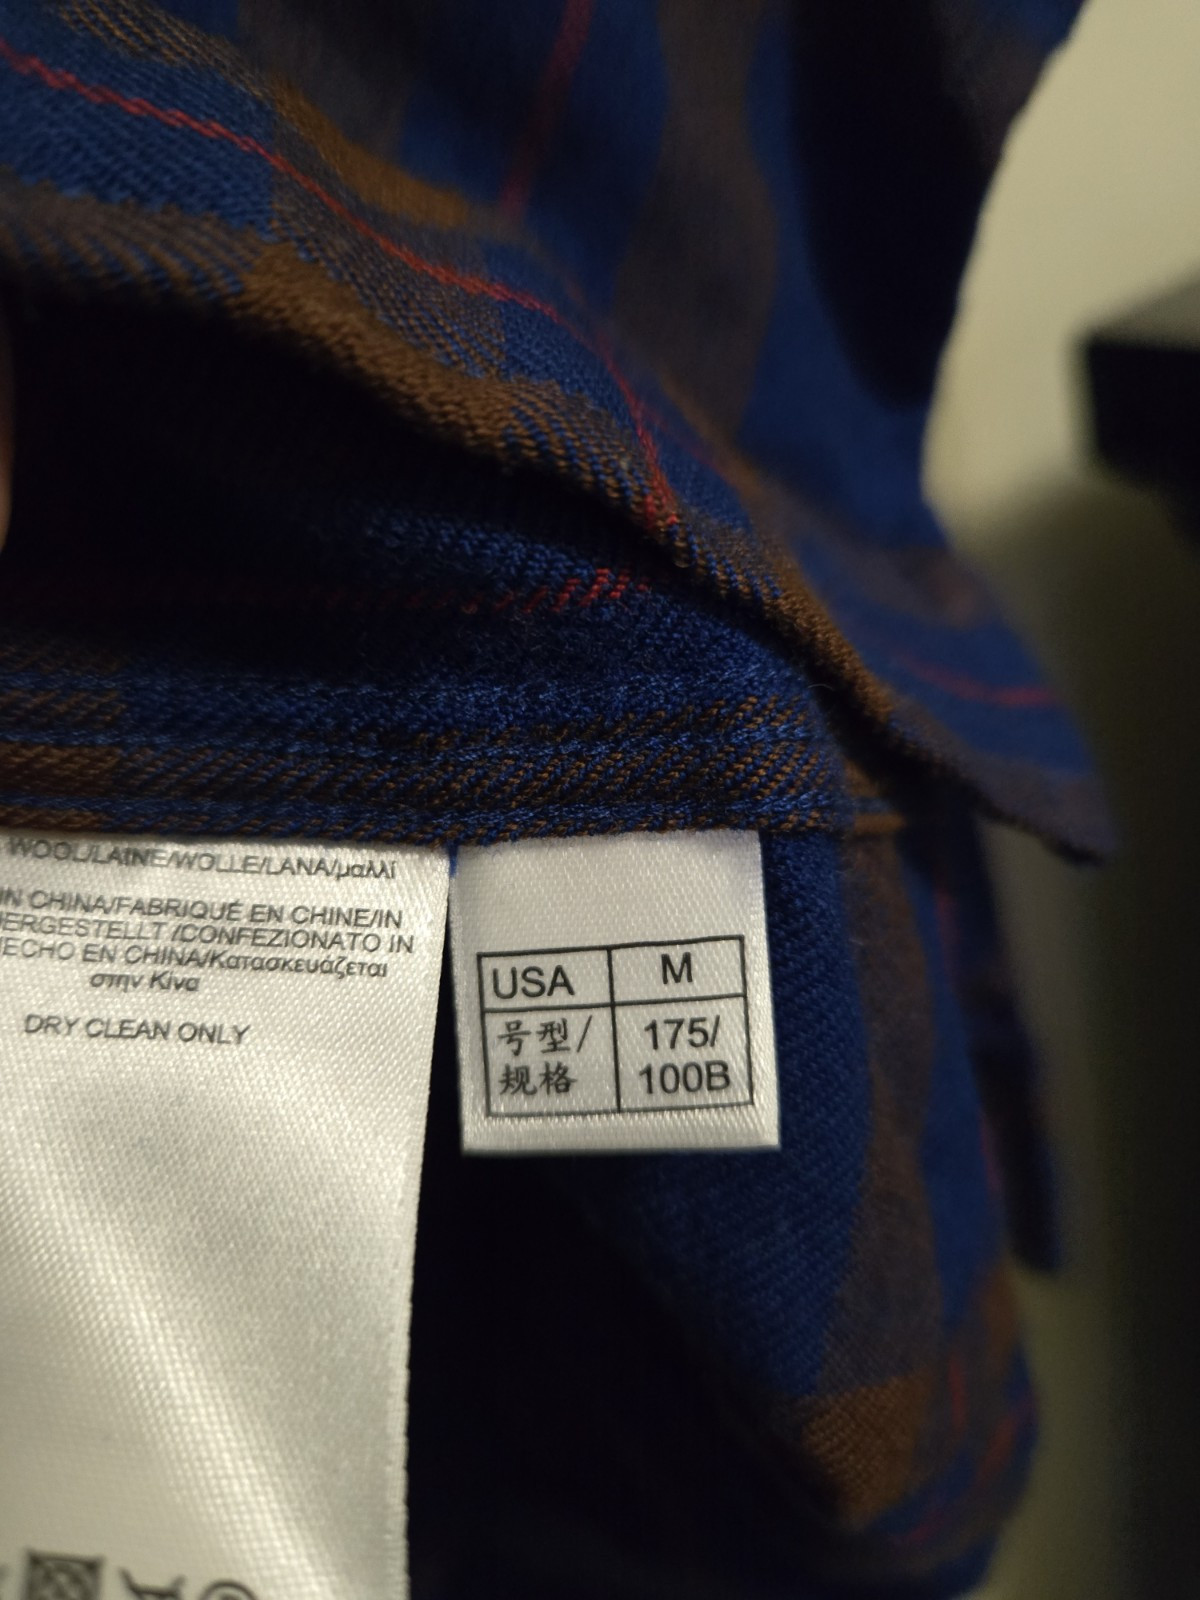 WOOL/LAINE/WOLLE/LANA/μαλλί
IN CHINA/FABRIQUÉ EN CHINE/IN
HERGESTELLT /CONFEZIONATO IN
HECHO EN CHINA/Κατασκευάζεται
στην Κίνα
DRY CLEAN ONLY
USA M
号型/ 175/
规格 100B